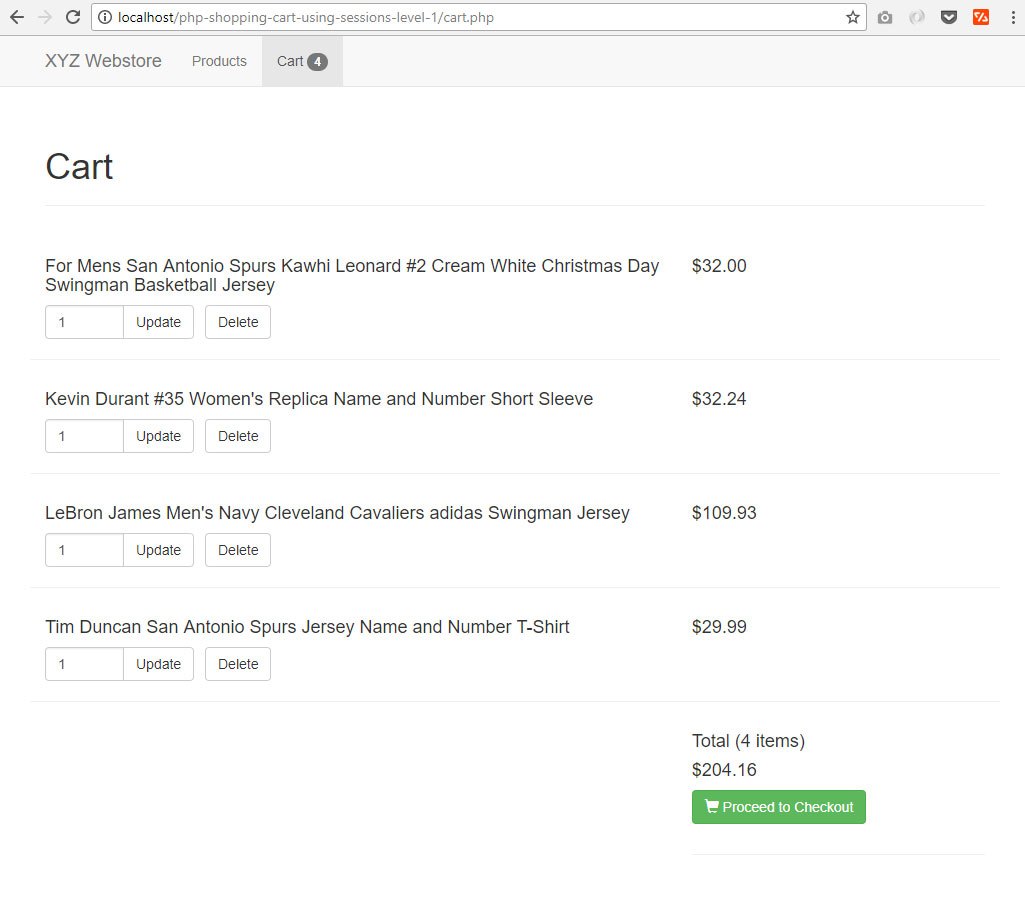 localhost/php-shopping-cart-using-sessions-level-1/cart.php
XYZ Webstore Products Cart 4
Cart
For Mens San Antonio Spurs Kawhi Leonard #2 Cream White Christmas Day $32.00
Swingman Basketball Jersey
1 Update Delete
Kevin Durant #35 Women's Replica Name and Number Short Sleeve $32.24
1 Update Delete
LeBron James Men's Navy Cleveland Cavaliers adidas Swingman Jersey $109.93
1 Update Delete
Tim Duncan San Antonio Spurs Jersey Name and Number T-Shirt $29.99
1 Update Delete
Total (4 items)
$204.16
Proceed to Checkout